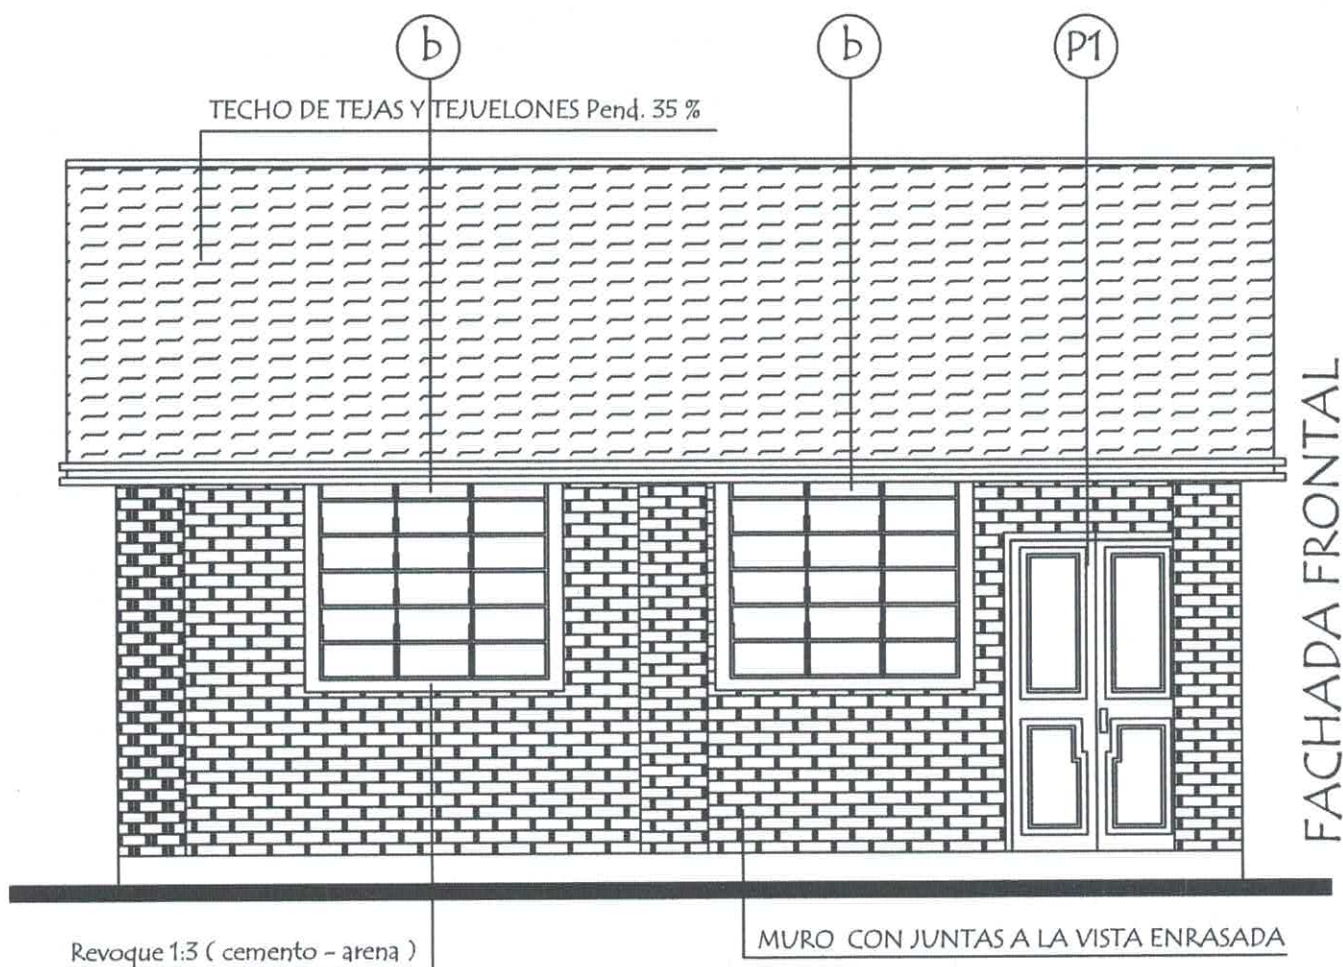 b
b
P1
TECHO DE TEJAS Y TEJUELONES Pend. 35 %
FACHADA FRONTAL
Revoque 1:3 ( cemento - arena )
MURO CON JUNTAS A LA VISTA ENRASADA